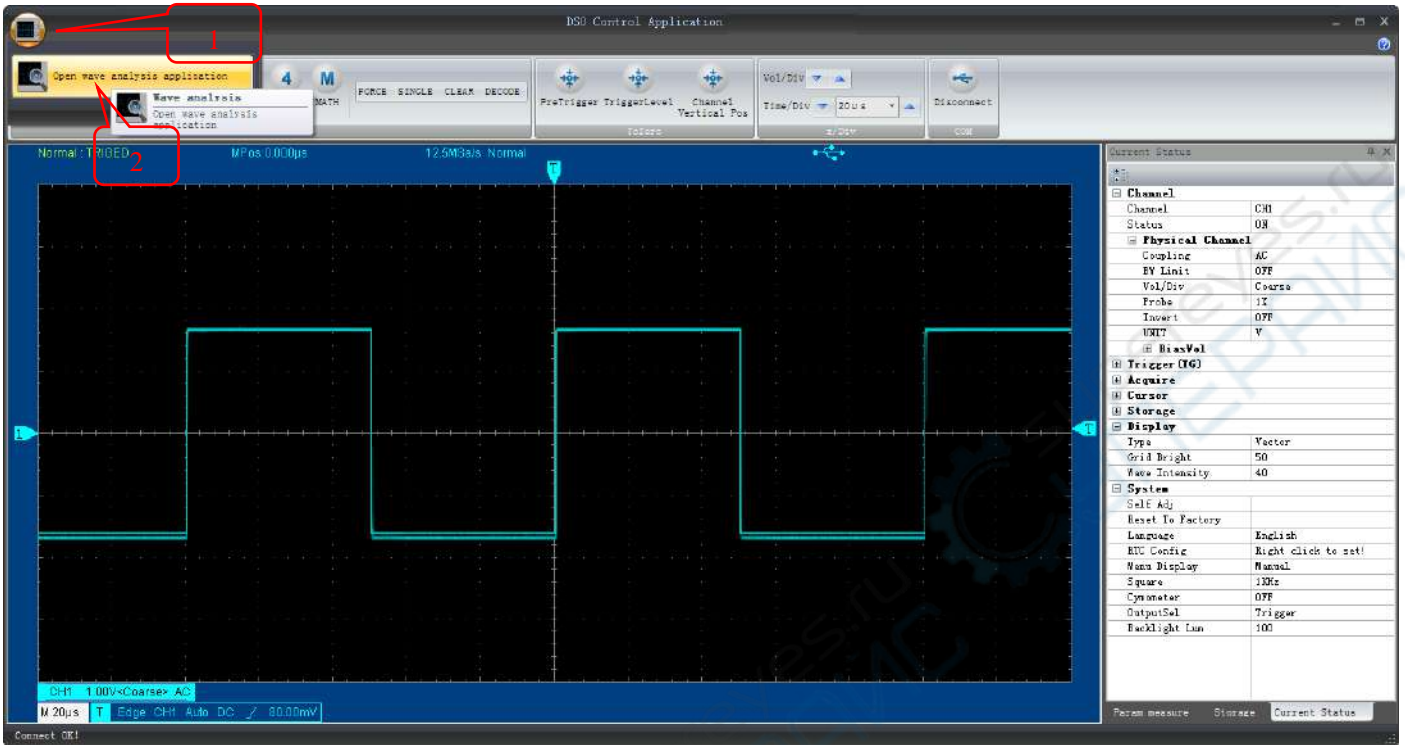 DSO Control Application
1
Open wave analysis application
Wave analysis
Open wave analysis
application
2
4
M
MATH
FORCE SINGLE CLEAR DECODE
PreTrigger TriggerLevel Channel
Vertical Pos
Vol/Div
Time/Div 20us
x/Div
Disconnect
COM
Normal : TRIGED
MPos:0.000μs
12.5MSa/s Normal
T
1
T
CH1 1.00V<Coarse> AC
M 20μs T Edge CH1 Auto DC 80.00mV
Current Status
Channel
Channel CH1
Status ON
Physical Channel
Coupling AC
BW Limit OFF
Vol/Div Coarse
Probe 1X
Invert OFF
UNIT V
BiasVol
Trigger(TG)
Acquire
Cursor
Storage
Display
Type Vector
Grid Bright 50
Wave Intensity 40
System
Self Adj
Reset To Factory
Language English
RTC Config Right click to set!
Menu Display Manual
Square 1KHz
Cymometer OFF
OutputSel Trigger
Backlight Lum 100
Param measure Storage Current Status
Connect OK!